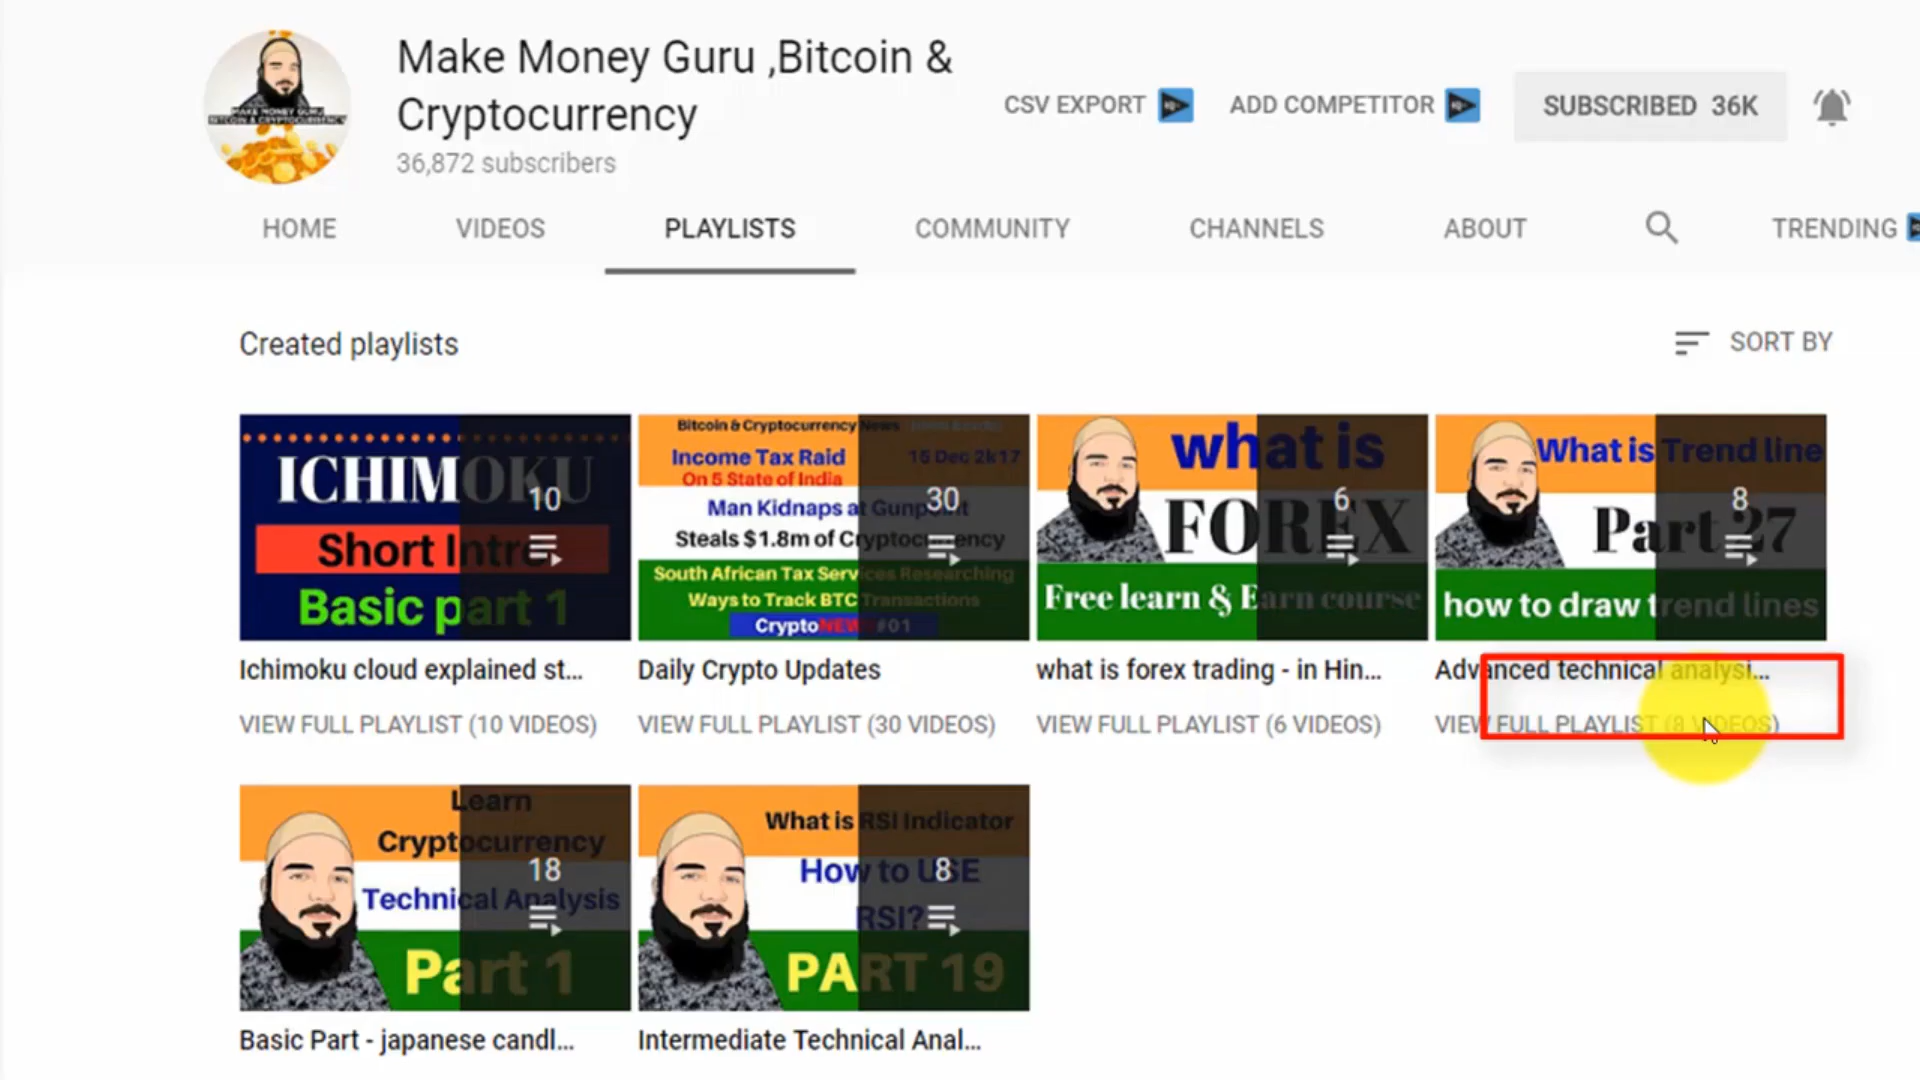 Make Money Guru ,Bitcoin &
Cryptocurrency
36,872 subscribers
MAKE MONEY GURU
BITCOIN & CRYPTOCURRENCY
CSV EXPORT
ADD COMPETITOR
SUBSCRIBED 36K
HOME
VIDEOS
PLAYLISTS
COMMUNITY
CHANNELS
ABOUT
TRENDING
Created playlists
SORT BY
ICHIMOKU
Short Intro
Basic part 1
10
Bitcoin & Cryptocurrency News
Income Tax Raid 15 Dec 2k17
On 5 State of India
Man Kidnaps at Gunpoint
Steals $1.8m of Cryptocurrency
South African Tax Services Researching
Ways to Track BTC Transactions
Crypto NEWS #01
30
what is
FOREX
Free learn & Earn course
6
What is Trend line
Part 27
how to draw trend lines
8
Ichimoku cloud explained st...
VIEW FULL PLAYLIST (10 VIDEOS)
Daily Crypto Updates
VIEW FULL PLAYLIST (30 VIDEOS)
what is forex trading - in Hin...
VIEW FULL PLAYLIST (6 VIDEOS)
Advanced technical analysi...
VIEW FULL PLAYLIST (8 VIDEOS)
Learn
Cryptocurrency
Technical Analysis
Part 1
18
What is RSI Indicator
How to USE
RSI?
PART 19
8
Basic Part - japanese candl...
Intermediate Technical Anal...